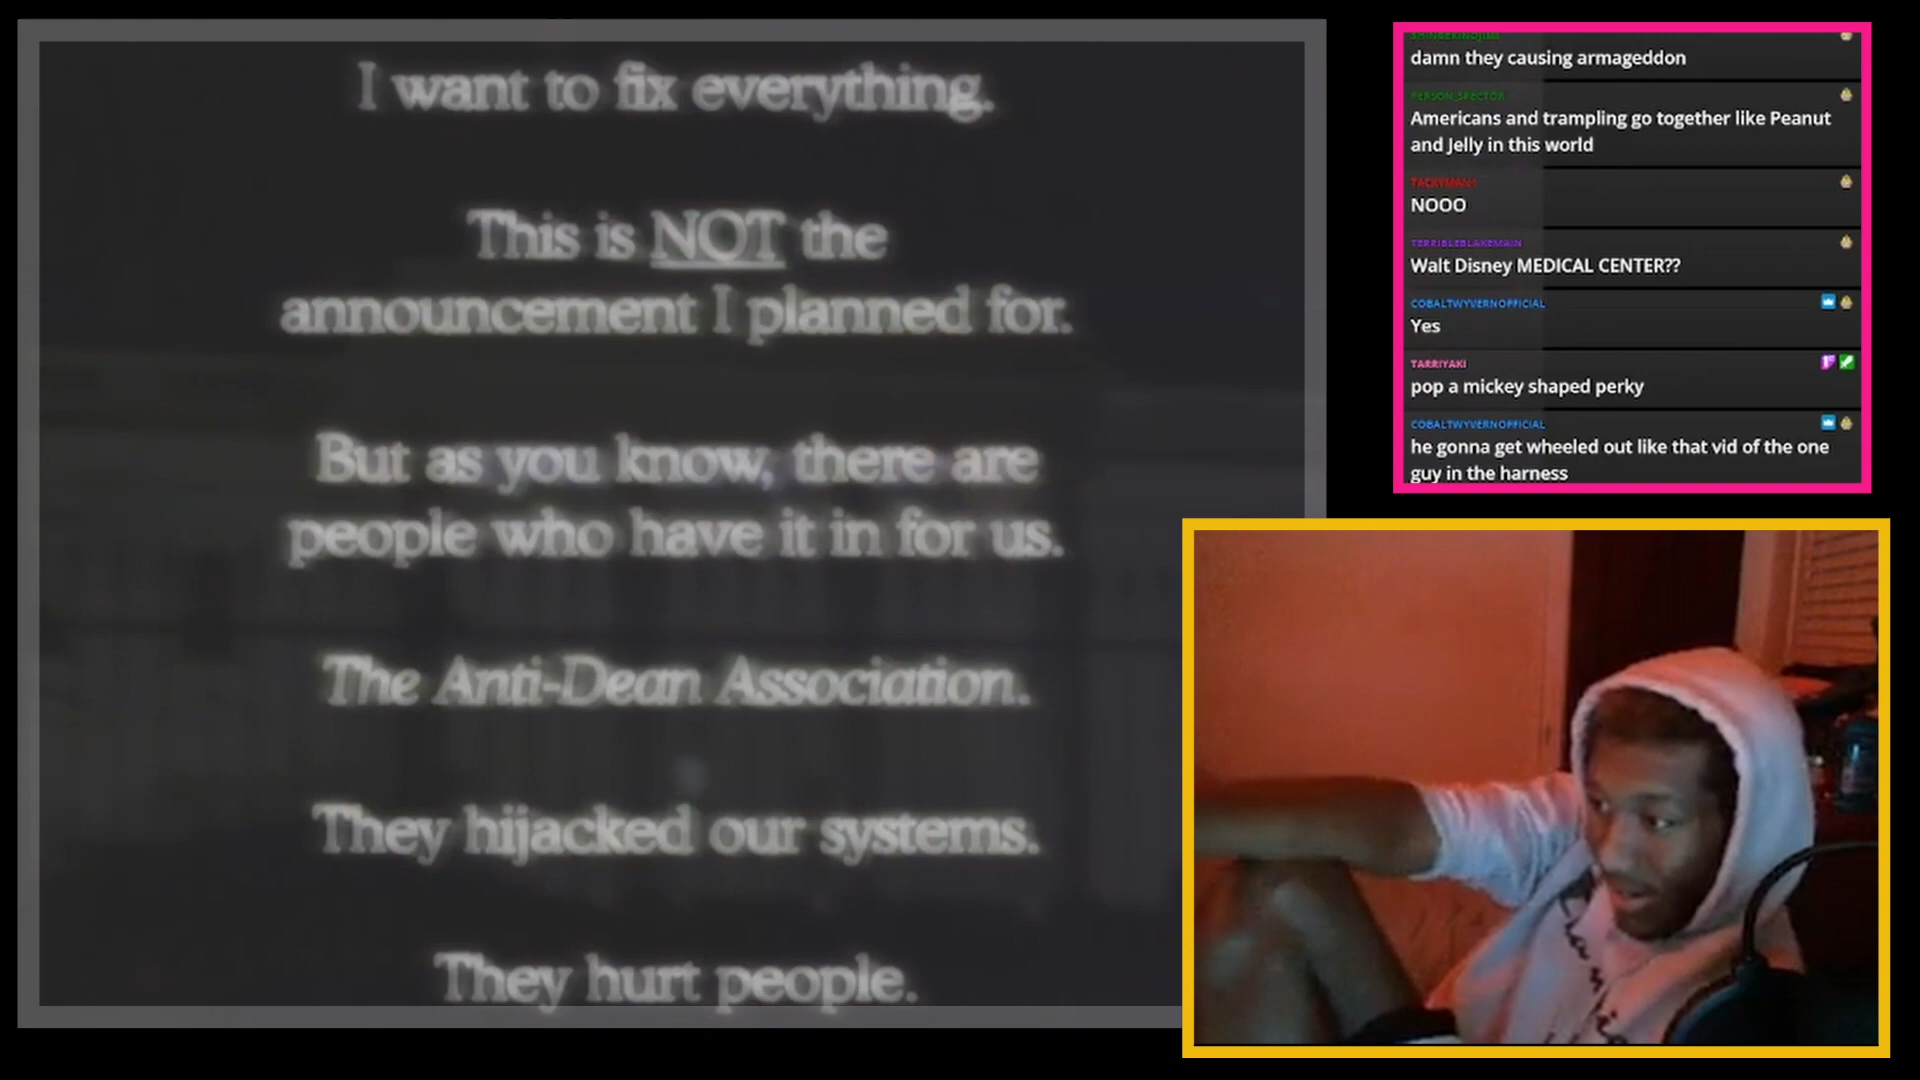 I want to fix everything.
This is NOT the
announcement I planned for.
But as you know, there are
people who have it in for us.
The Anti-Dean Association.
They hijacked our systems.
They hurt people.
damn they causing armageddon
PERSON_SPECTOR
Americans and trampling go together like Peanut
and Jelly in this world
NOOO
TERRIBLEBLAKEMAIN
Walt Disney MEDICAL CENTER??
COBALTWYVERNOFFICIAL
Yes
TARRIYAKI
pop a mickey shaped perky
COBALTWYVERNOFFICIAL
he gonna get wheeled out like that vid of the one
guy in the harness